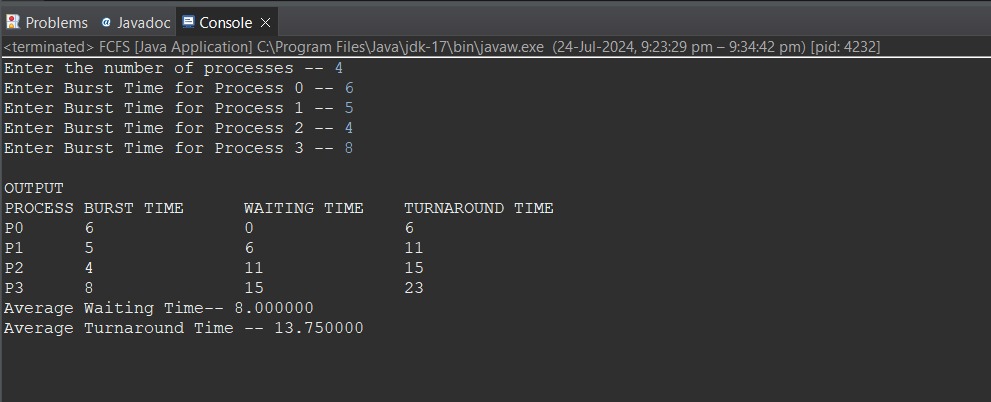 Problems @ Javadoc Console ×
<terminated> FCFS [Java Application] C:\Program Files\Java\jdk-17\bin\javaw.exe (24-Jul-2024, 9:23:29 pm – 9:34:42 pm) [pid: 4232]
Enter the number of processes -- 4
Enter Burst Time for Process 0 -- 6
Enter Burst Time for Process 1 -- 5
Enter Burst Time for Process 2 -- 4
Enter Burst Time for Process 3 -- 8
OUTPUT
PROCESS BURST TIME WAITING TIME TURNAROUND TIME
P0 6 0 6
P1 5 6 11
P2 4 11 15
P3 8 15 23
Average Waiting Time-- 8.000000
Average Turnaround Time -- 13.750000